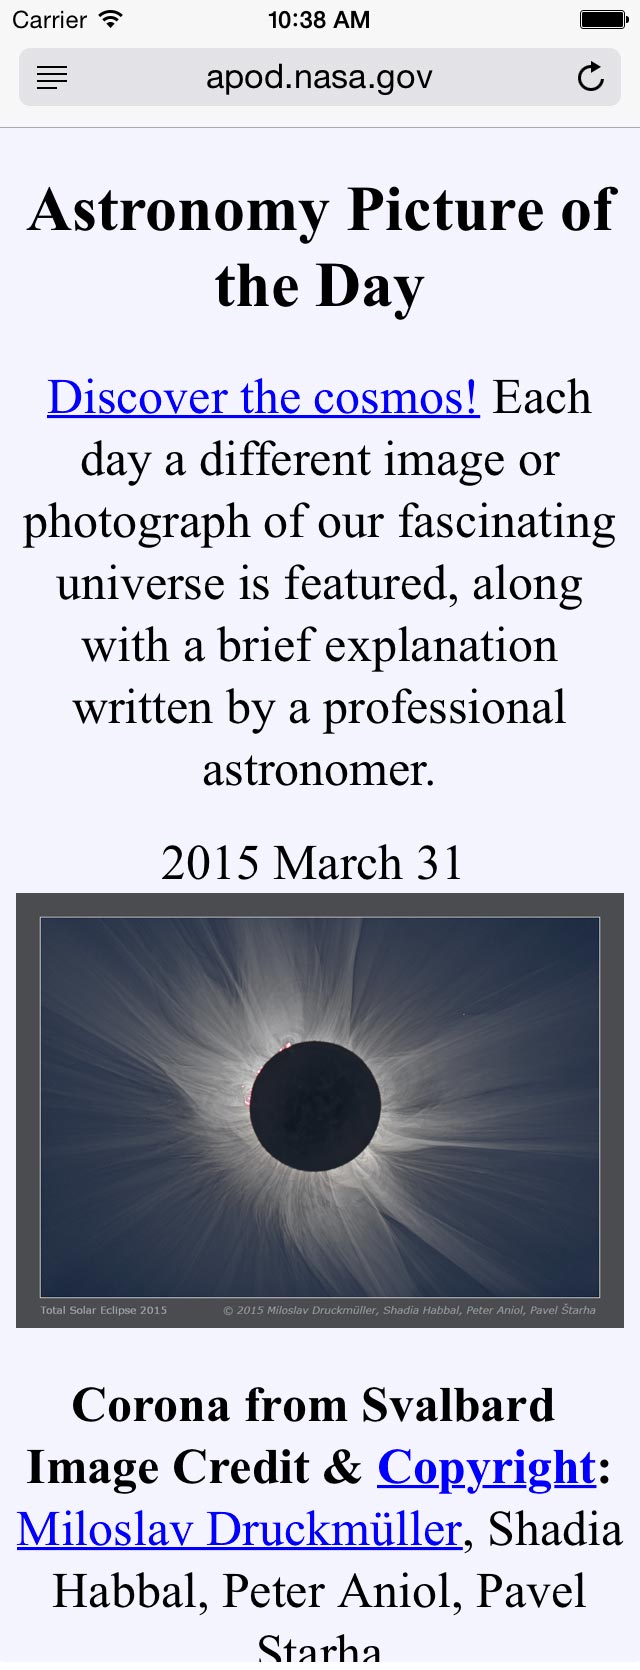 Carrier 10:38 AM
apod.nasa.gov
Astronomy Picture of
the Day
Discover the cosmos! Each
day a different image or
photograph of our fascinating
universe is featured, along
with a brief explanation
written by a professional
astronomer.
2015 March 31
Total Solar Eclipse 2015 © 2015 Miloslav Druckmüller, Shadia Habbal, Peter Aniol, Pavel Štarha
Corona from Svalbard
Image Credit & Copyright:
Miloslav Druckmüller, Shadia
Habbal, Peter Aniol, Pavel
Starha